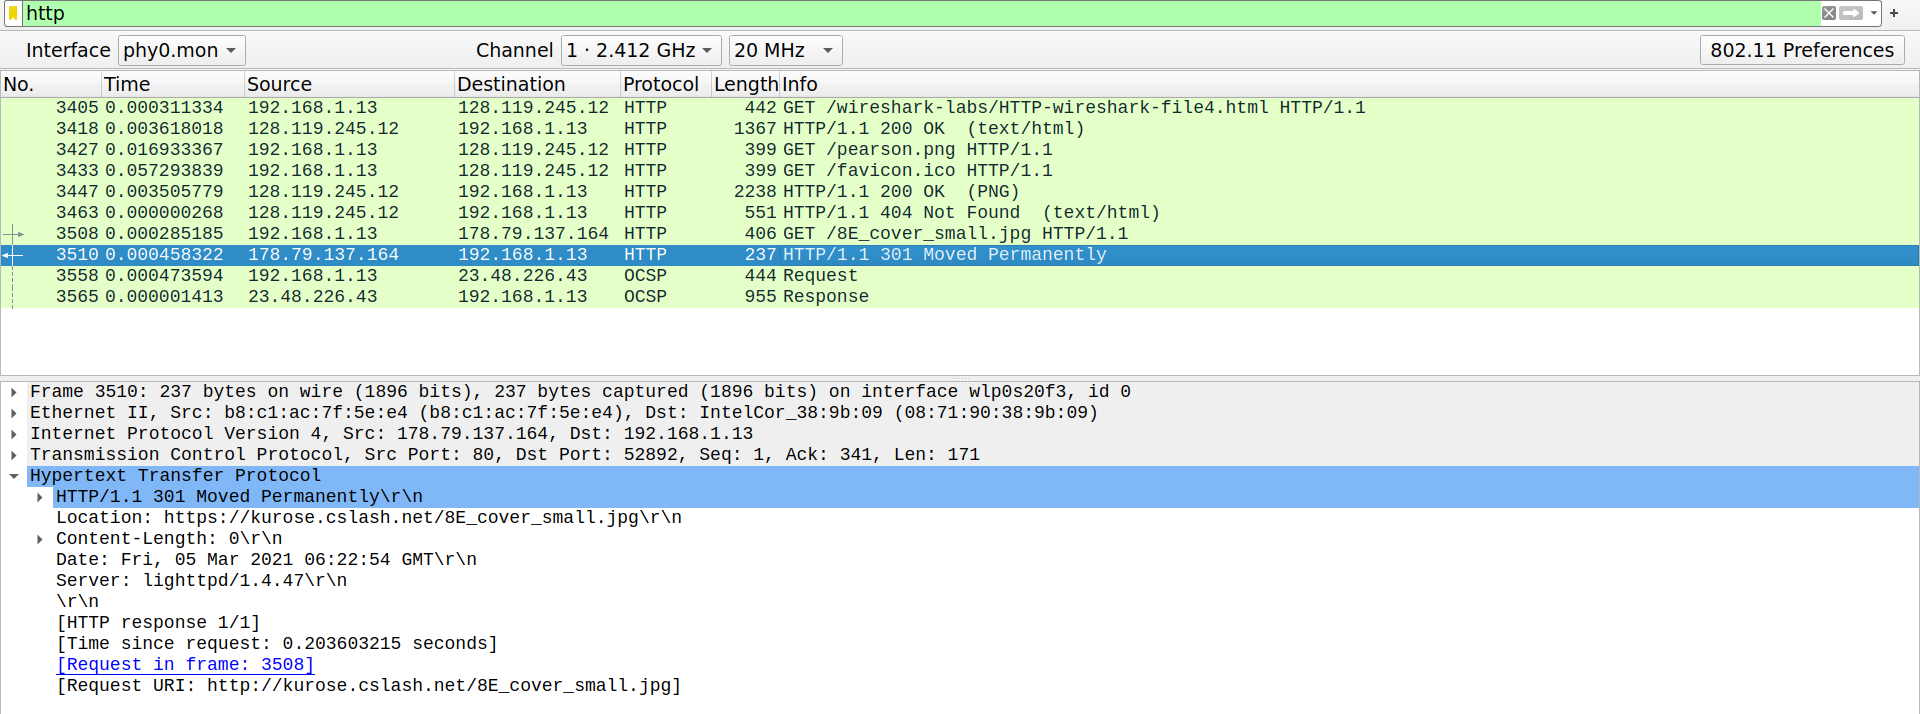 http
Interface phy0.mon Channel 1 · 2.412 GHz 20 MHz 802.11 Preferences
No. Time Source Destination Protocol Length Info
3405 0.000311334 192.168.1.13 128.119.245.12 HTTP 442 GET /wireshark-labs/HTTP-wireshark-file4.html HTTP/1.1
3418 0.003618018 128.119.245.12 192.168.1.13 HTTP 1367 HTTP/1.1 200 OK  (text/html)
3427 0.016933367 192.168.1.13 128.119.245.12 HTTP 399 GET /pearson.png HTTP/1.1
3433 0.057293839 192.168.1.13 128.119.245.12 HTTP 399 GET /favicon.ico HTTP/1.1
3447 0.003505779 128.119.245.12 192.168.1.13 HTTP 2238 HTTP/1.1 200 OK  (PNG)
3463 0.000000268 128.119.245.12 192.168.1.13 HTTP 551 HTTP/1.1 404 Not Found  (text/html)
3508 0.000285185 192.168.1.13 178.79.137.164 HTTP 406 GET /8E_cover_small.jpg HTTP/1.1
3510 0.000458322 178.79.137.164 192.168.1.13 HTTP 237 HTTP/1.1 301 Moved Permanently
3558 0.000473594 192.168.1.13 23.48.226.43 OCSP 444 Request
3565 0.000001413 23.48.226.43 192.168.1.13 OCSP 955 Response
Frame 3510: 237 bytes on wire (1896 bits), 237 bytes captured (1896 bits) on interface wlp0s20f3, id 0
Ethernet II, Src: b8:c1:ac:7f:5e:e4 (b8:c1:ac:7f:5e:e4), Dst: IntelCor_38:9b:09 (08:71:90:38:9b:09)
Internet Protocol Version 4, Src: 178.79.137.164, Dst: 192.168.1.13
Transmission Control Protocol, Src Port: 80, Dst Port: 52892, Seq: 1, Ack: 341, Len: 171
Hypertext Transfer Protocol
HTTP/1.1 301 Moved Permanently\r\n
Location: https://kurose.cslash.net/8E_cover_small.jpg\r\n
Content-Length: 0\r\n
Date: Fri, 05 Mar 2021 06:22:54 GMT\r\n
Server: lighttpd/1.4.47\r\n
\r\n
[HTTP response 1/1]
[Time since request: 0.203603215 seconds]
[Request in frame: 3508]
[Request URI: http://kurose.cslash.net/8E_cover_small.jpg]